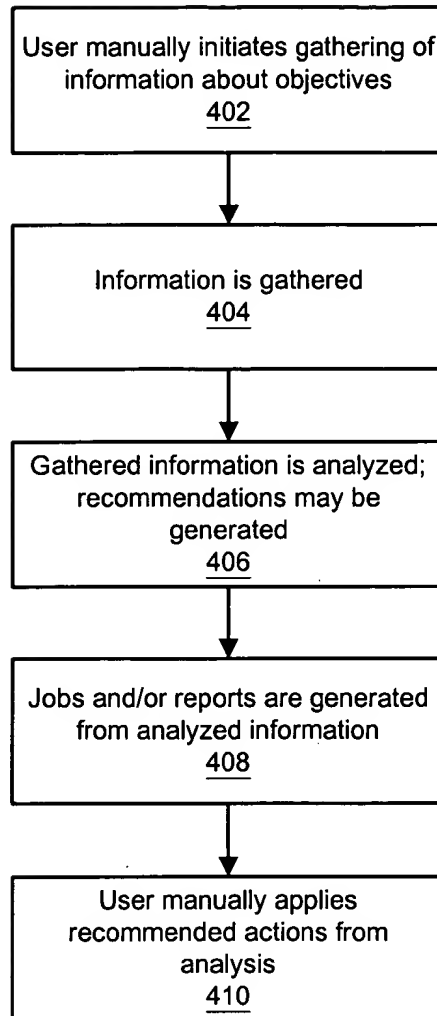 User manually initiates gathering of
information about objectives
402
Information is gathered
404
Gathered information is analyzed;
recommendations may be
generated
406
Jobs and/or reports are generated
from analyzed information
408
User manually applies
recommended actions from
analysis
410